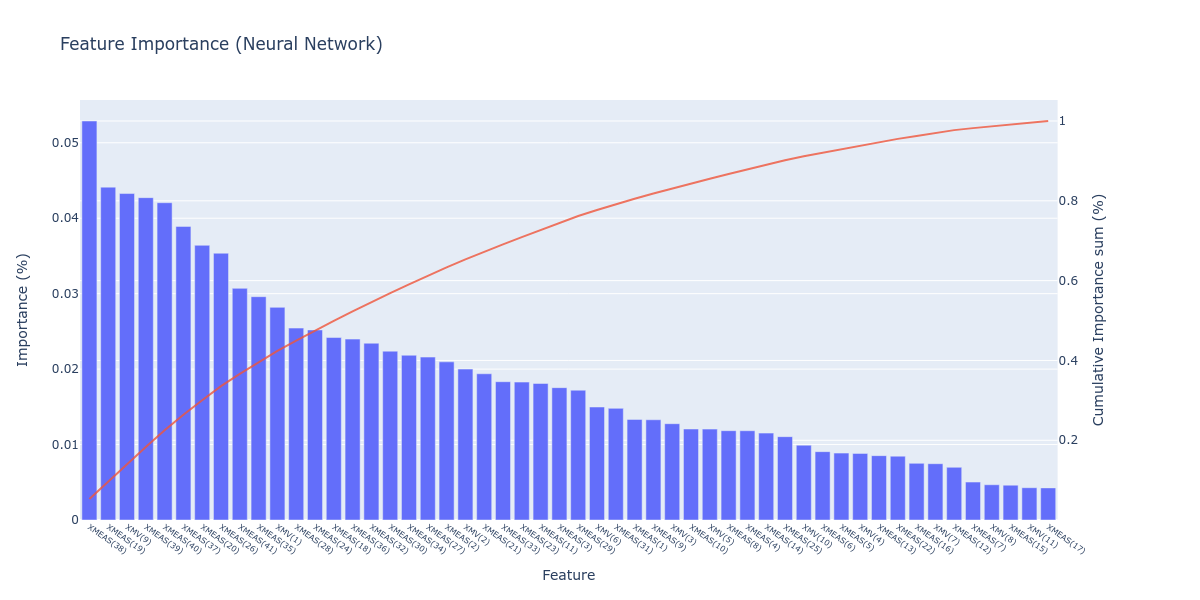 Feature Importance (Neural Network)
Importance (%)
0.05
0.04
0.03
0.02
0.01
0
1
0.8
0.6
0.4
0.2
Cumulative Importance sum (%)
XMEAS(38)
XMEAS(19)
XMV(9)
XMEAS(39)
XMEAS(40)
XMEAS(37)
XMEAS(20)
XMEAS(26)
XMEAS(41)
XMEAS(35)
XMV(1)
XMEAS(28)
XMEAS(24)
XMEAS(18)
XMEAS(36)
XMEAS(32)
XMEAS(30)
XMEAS(34)
XMEAS(27)
XMEAS(2)
XMV(2)
XMEAS(21)
XMEAS(33)
XMEAS(23)
XMEAS(11)
XMEAS(3)
XMEAS(29)
XMV(6)
XMEAS(31)
XMEAS(1)
XMEAS(9)
XMV(3)
XMEAS(10)
XMV(5)
XMEAS(8)
XMEAS(4)
XMEAS(14)
XMEAS(25)
XMV(10)
XMEAS(6)
XMEAS(5)
XMV(4)
XMEAS(13)
XMEAS(22)
XMEAS(16)
XMV(7)
XMEAS(12)
XMEAS(7)
XMV(8)
XMEAS(15)
XMV(11)
XMEAS(17)
Feature